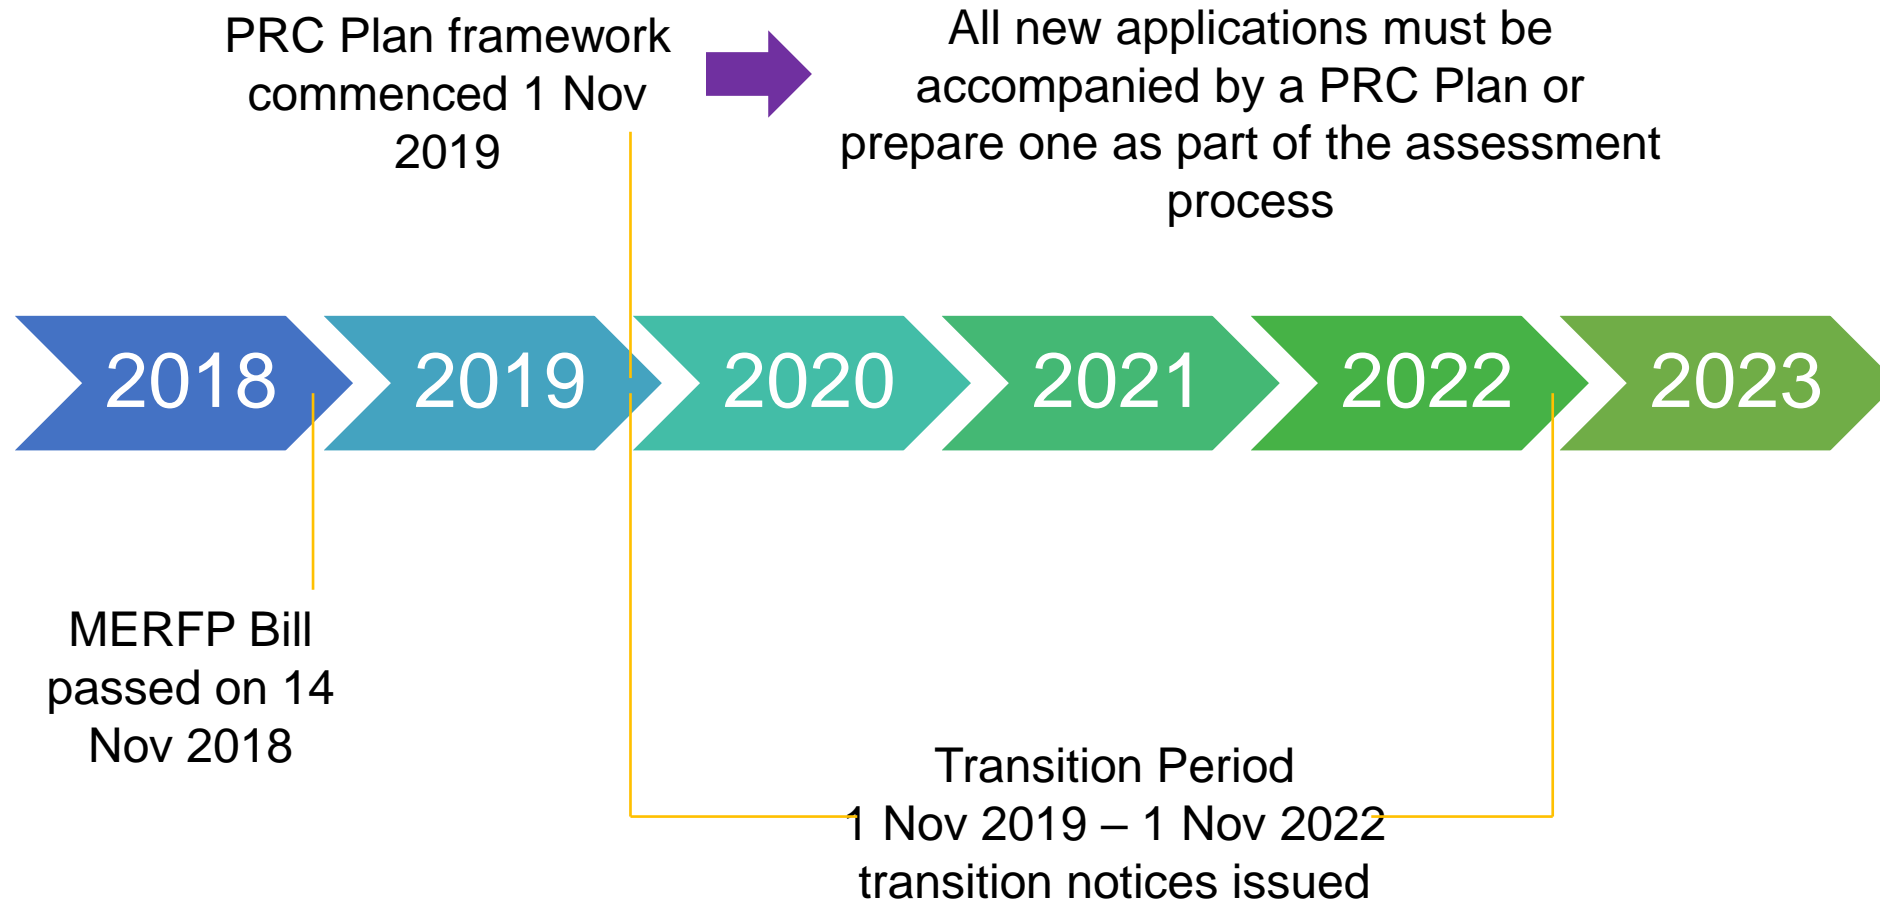 PRC Plan framework
commenced 1 Nov
2019
All new applications must be
accompanied by a PRC Plan or
prepare one as part of the assessment
process
2018
2019
2020
2021
2022
2023
MERFP Bill
passed on 14
Nov 2018
Transition Period
1 Nov 2019 – 1 Nov 2022
transition notices issued